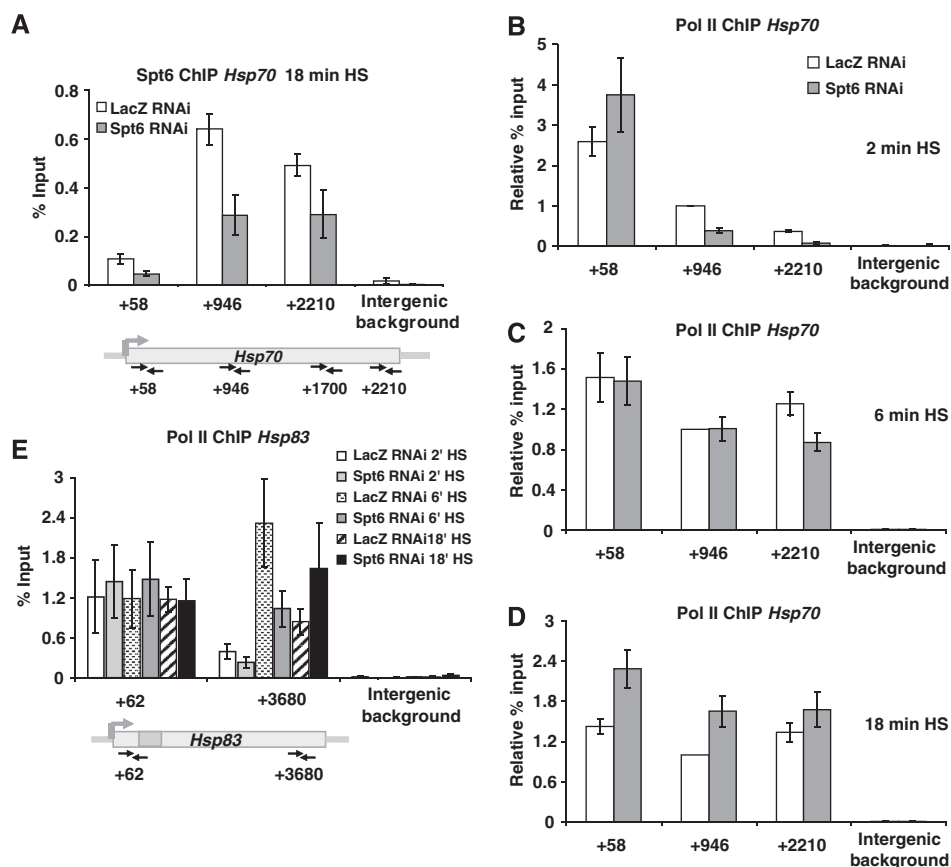 A
Spt6 ChIP Hsp70 18 min HS
LacZ RNAi
Spt6 RNAi
% Input
0.8
0.6
0.4
0.2
0
+58
+946
+2210
Intergenic
background
Hsp70
+58
+946
+1700
+2210
B
Pol II ChIP Hsp70
LacZ RNAi
Spt6 RNAi
2 min HS
Relative % input
5
4
3
2
1
0
+58
+946
+2210
Intergenic
background
C
Pol II ChIP Hsp70
6 min HS
Relative % input
2
1.6
1.2
0.8
0.4
0
+58
+946
+2210
Intergenic
background
D
Pol II ChIP Hsp70
18 min HS
Relative % input
3
2.4
1.8
1.2
0.6
0
+58
+946
+2210
Intergenic
background
E
Pol II ChIP Hsp83
LacZ RNAi 2' HS
Spt6 RNAi 2' HS
LacZ RNAi 6' HS
Spt6 RNAi 6' HS
LacZ RNAi18' HS
Spt6 RNAi 18' HS
% Input
3
2.4
1.8
1.2
0.6
0
+62
+3680
Intergenic
background
Hsp83
+62
+3680